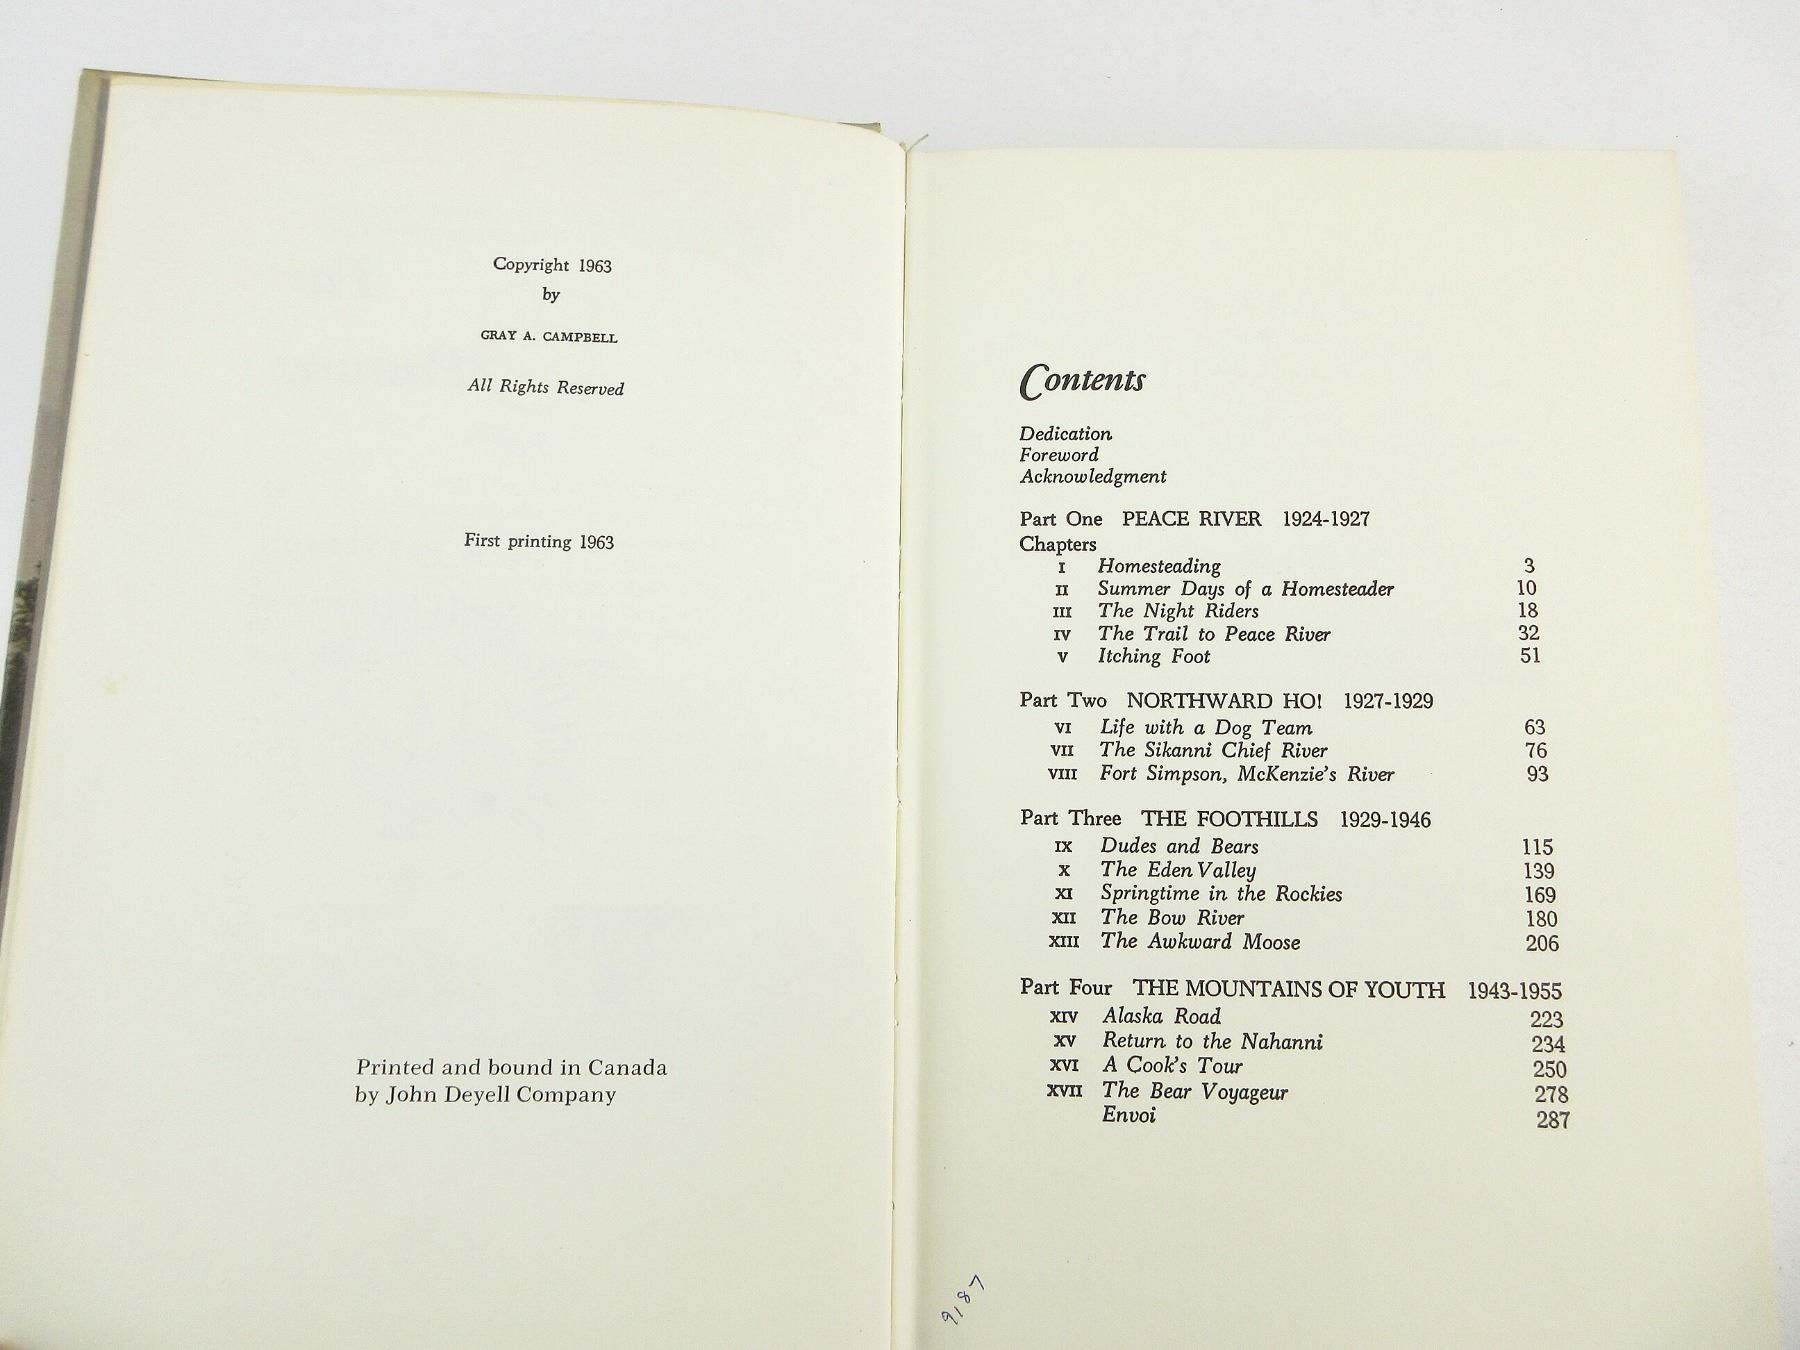 Copyright 1963
by
GRAY A. CAMPBELL
All Rights Reserved
First printing 1963
Printed and bound in Canada
by John Deyell Company
Contents
Dedication
Foreword
Acknowledgment
Part One PEACE RIVER 1924-1927
Chapters
I Homesteading 3
II Summer Days of a Homesteader 10
III The Night Riders 18
IV The Trail to Peace River 32
V Itching Foot 51
Part Two NORTHWARD HO! 1927-1929
VI Life with a Dog Team 63
VII The Sikanni Chief River 76
VIII Fort Simpson, McKenzie's River 93
Part Three THE FOOTHILLS 1929-1946
IX Dudes and Bears 115
X The Eden Valley 139
XI Springtime in the Rockies 169
XII The Bow River 180
XIII The Awkward Moose 206
Part Four THE MOUNTAINS OF YOUTH 1943-1955
XIV Alaska Road 223
XV Return to the Nahanni 234
XVI A Cook's Tour 250
XVII The Bear Voyageur 278
Envoi 287
9187